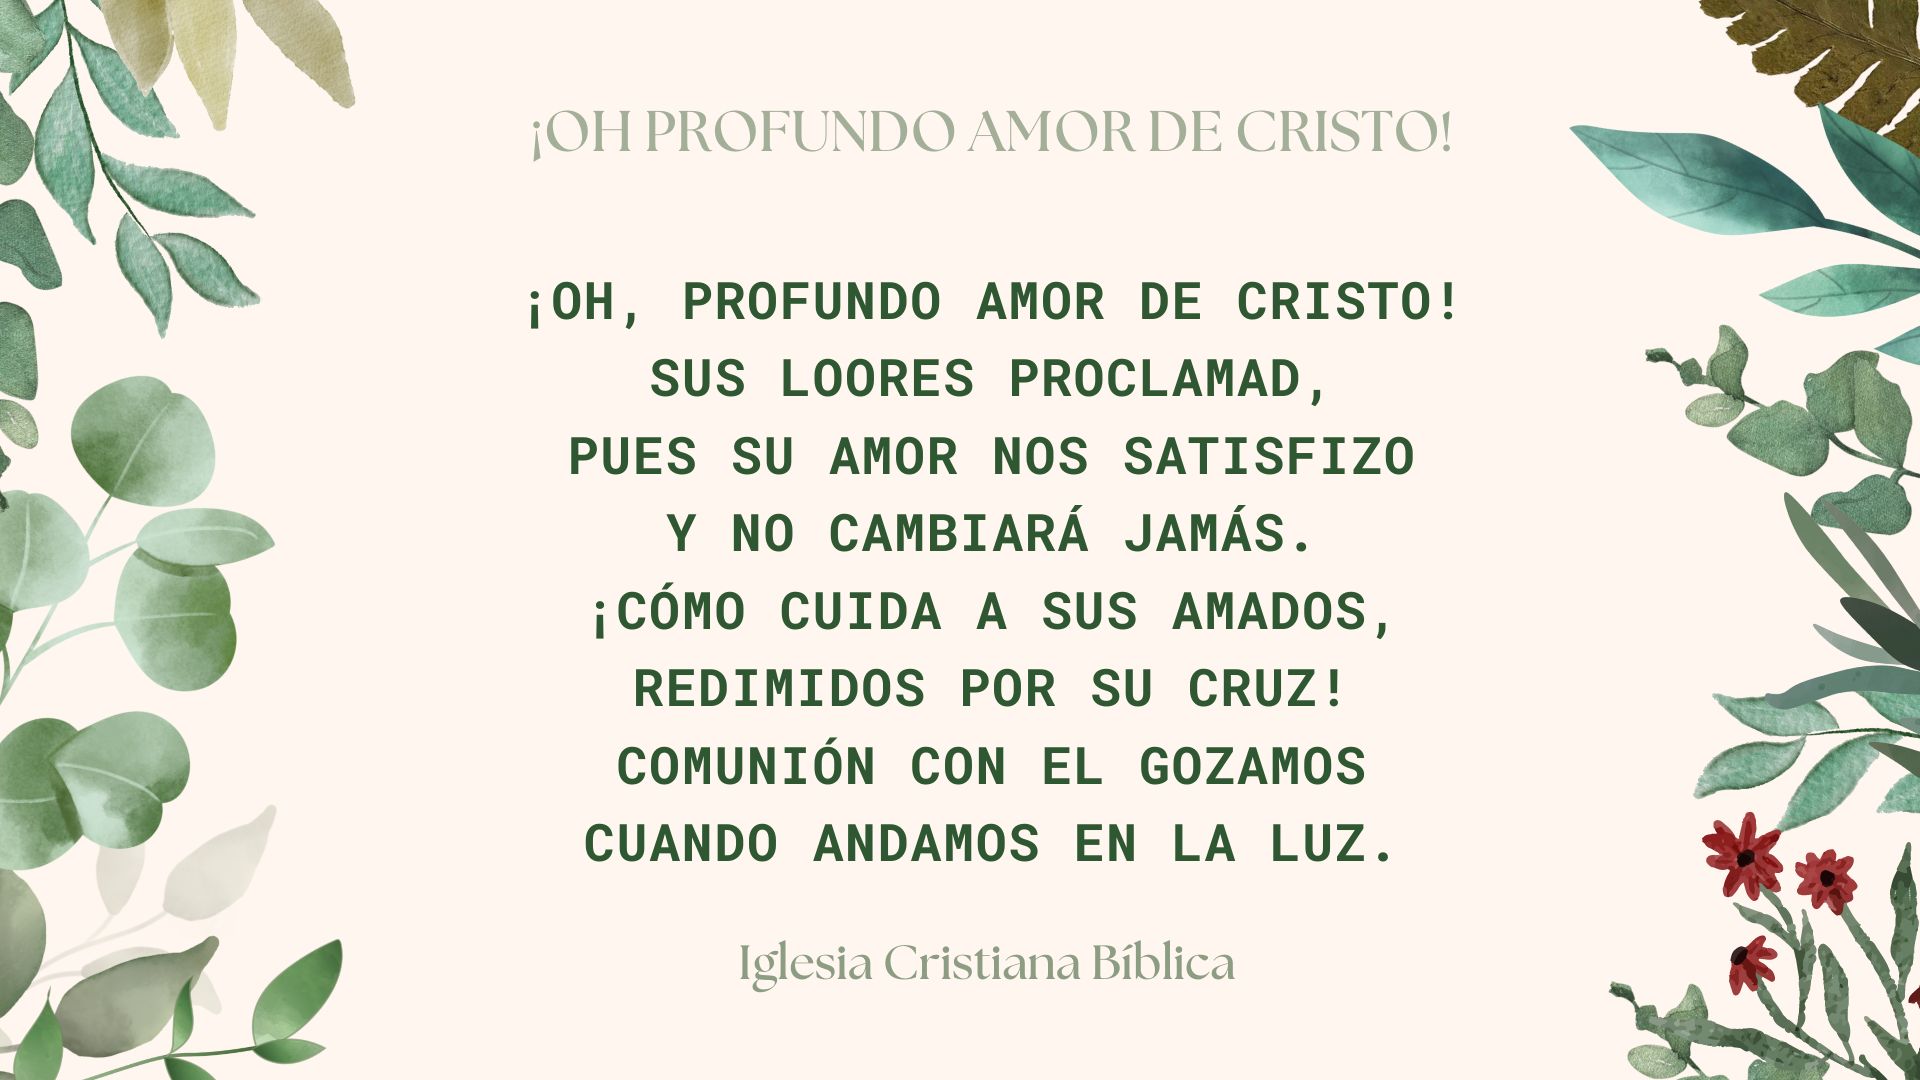 ¡OH PROFUNDO AMOR DE CRISTO!
¡OH, PROFUNDO AMOR DE CRISTO!
SUS LOORES PROCLAMAD,
PUES SU AMOR NOS SATISFIZO
Y NO CAMBIARÁ JAMÁS.
¡CÓMO CUIDA A SUS AMADOS,
REDIMIDOS POR SU CRUZ!
COMUNIÓN CON EL GOZAMOS
CUANDO ANDAMOS EN LA LUZ.
Iglesia Cristiana Bíblica